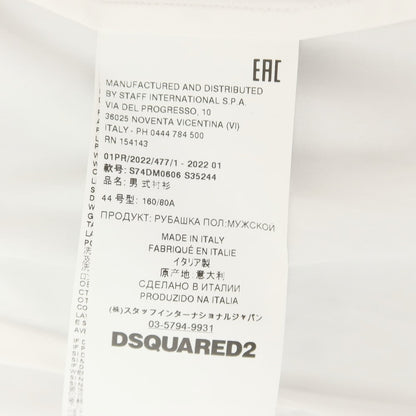 EAC
MANUFACTURED AND DISTRIBUTED
BY STAFF INTERNATIONAL S.P.A.
VIA DEL PROGRESSO, 10
36025 NOVENTA VICENTINA (VI)
ITALY - PH 0444 784 500
RN 154143
01PR/2022/477/1 - 2022 01
款号: S74DM0606 S35244
品名: 男式衬衫
44 号型: 160/80A
ПРОДУКТ: РУБАШКА ПОЛ:МУЖСКОЙ
MADE IN ITALY
FABRIQUÉ EN ITALIE
イタリア製
原产地:意大利
СДЕЛАНО В ИТАЛИИ
PRODUZIDO NA ITALIA
(株)スタッフインターナショナルジャパン
03-5794-9931
DSQUARED2